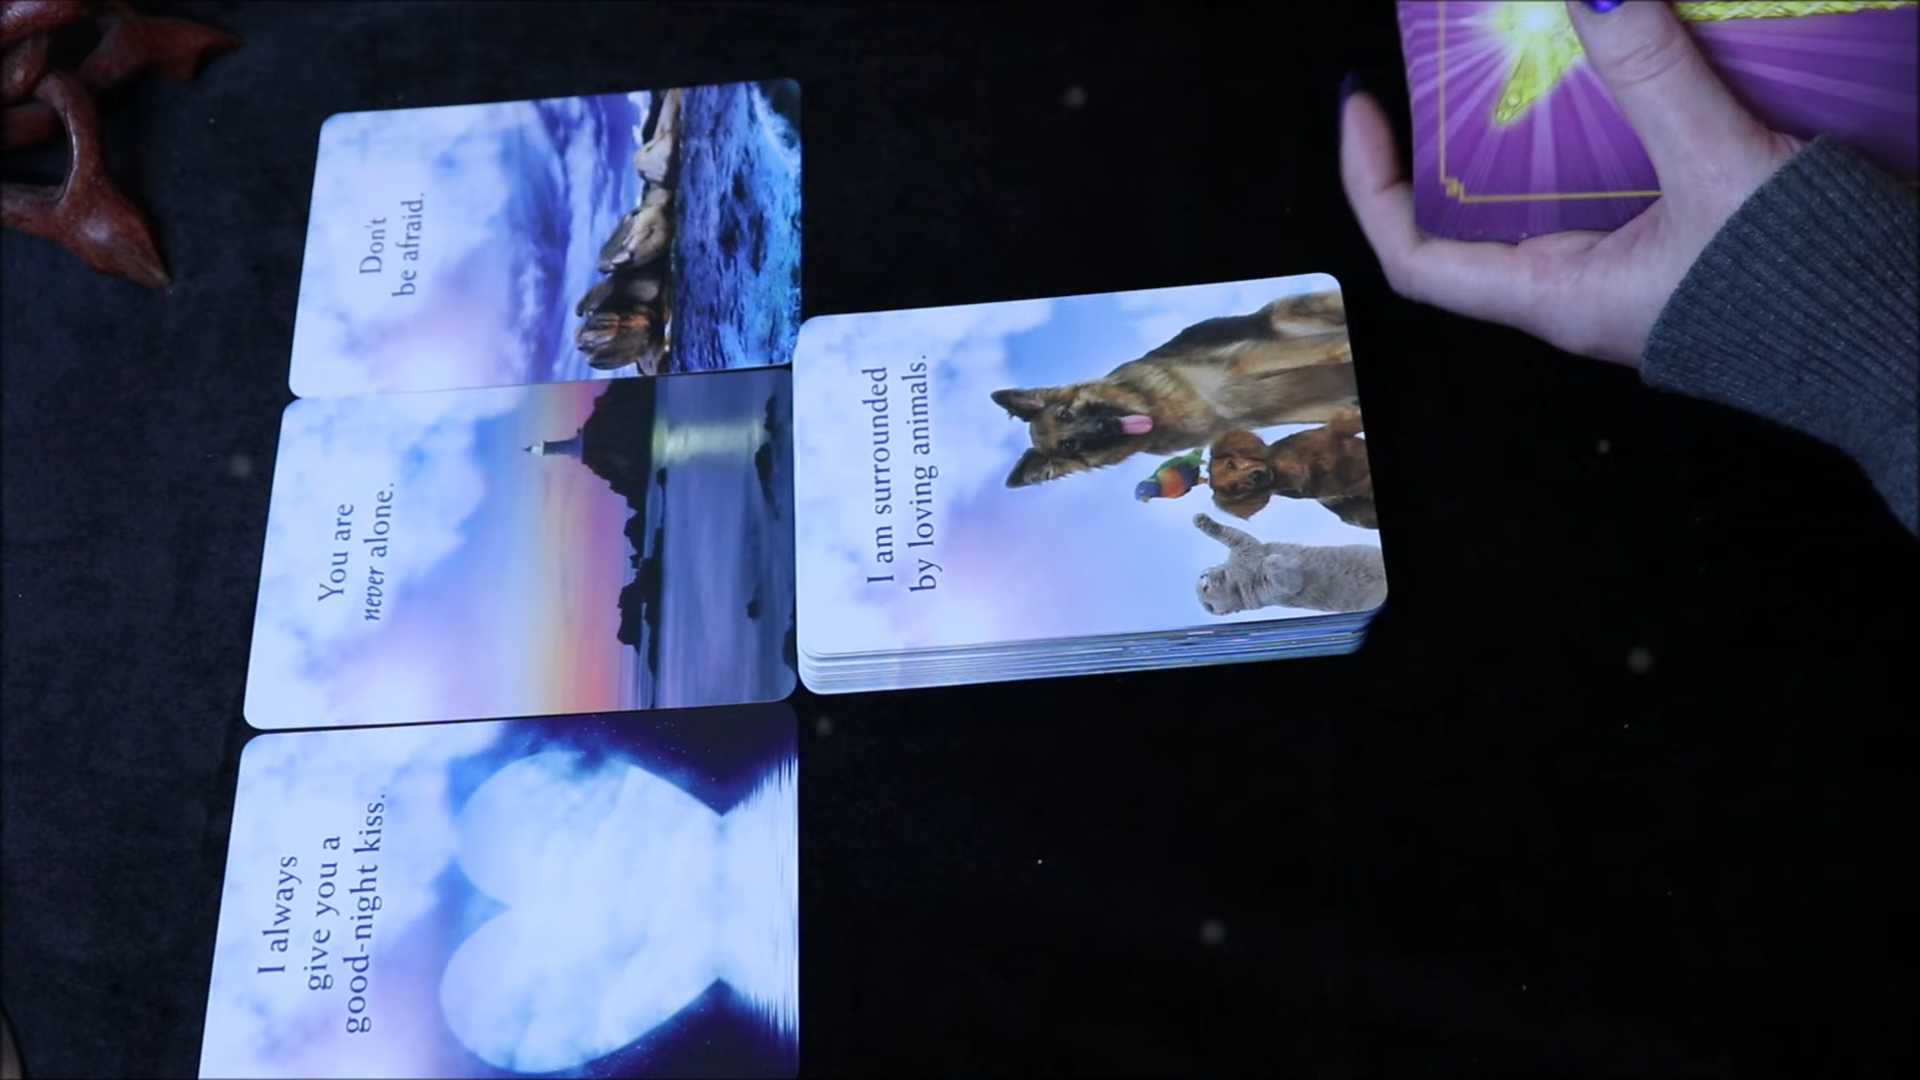 Don't
be afraid.
You are
never alone.
I always
give you a
good-night kiss.
I am surrounded
by loving animals.